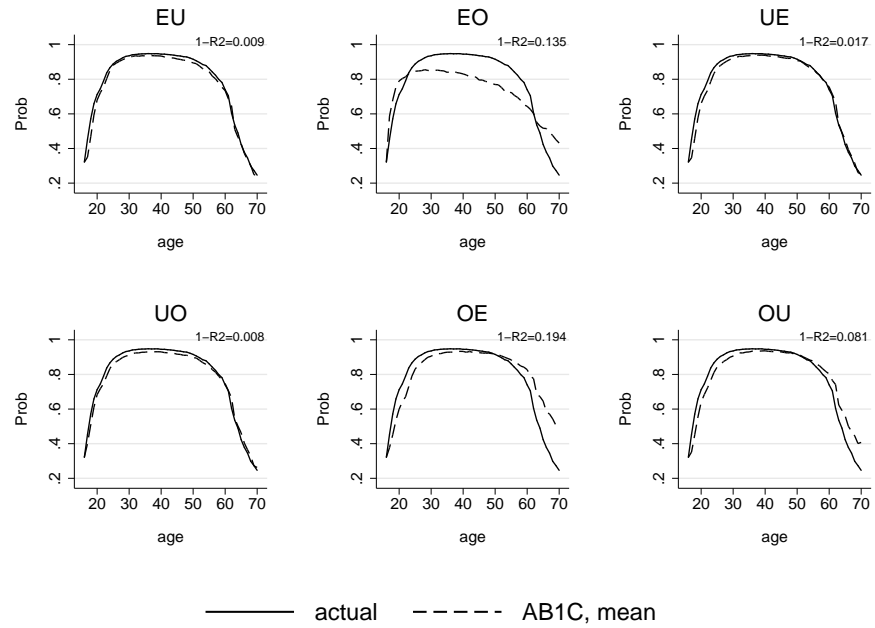 EU
EO
UE
1−R2=0.009
1−R2=0.135
1−R2=0.017
Prob
.2 .4 .6 .8 1
Prob
.2 .4 .6 .8 1
Prob
.2 .4 .6 .8 1
20 30 40 50 60 70
20 30 40 50 60 70
20 30 40 50 60 70
age
age
age
UO
OE
OU
1−R2=0.008
1−R2=0.194
1−R2=0.081
Prob
.2 .4 .6 .8 1
Prob
.2 .4 .6 .8 1
Prob
.2 .4 .6 .8 1
20 30 40 50 60 70
20 30 40 50 60 70
20 30 40 50 60 70
age
age
age
actual
AB1C, mean